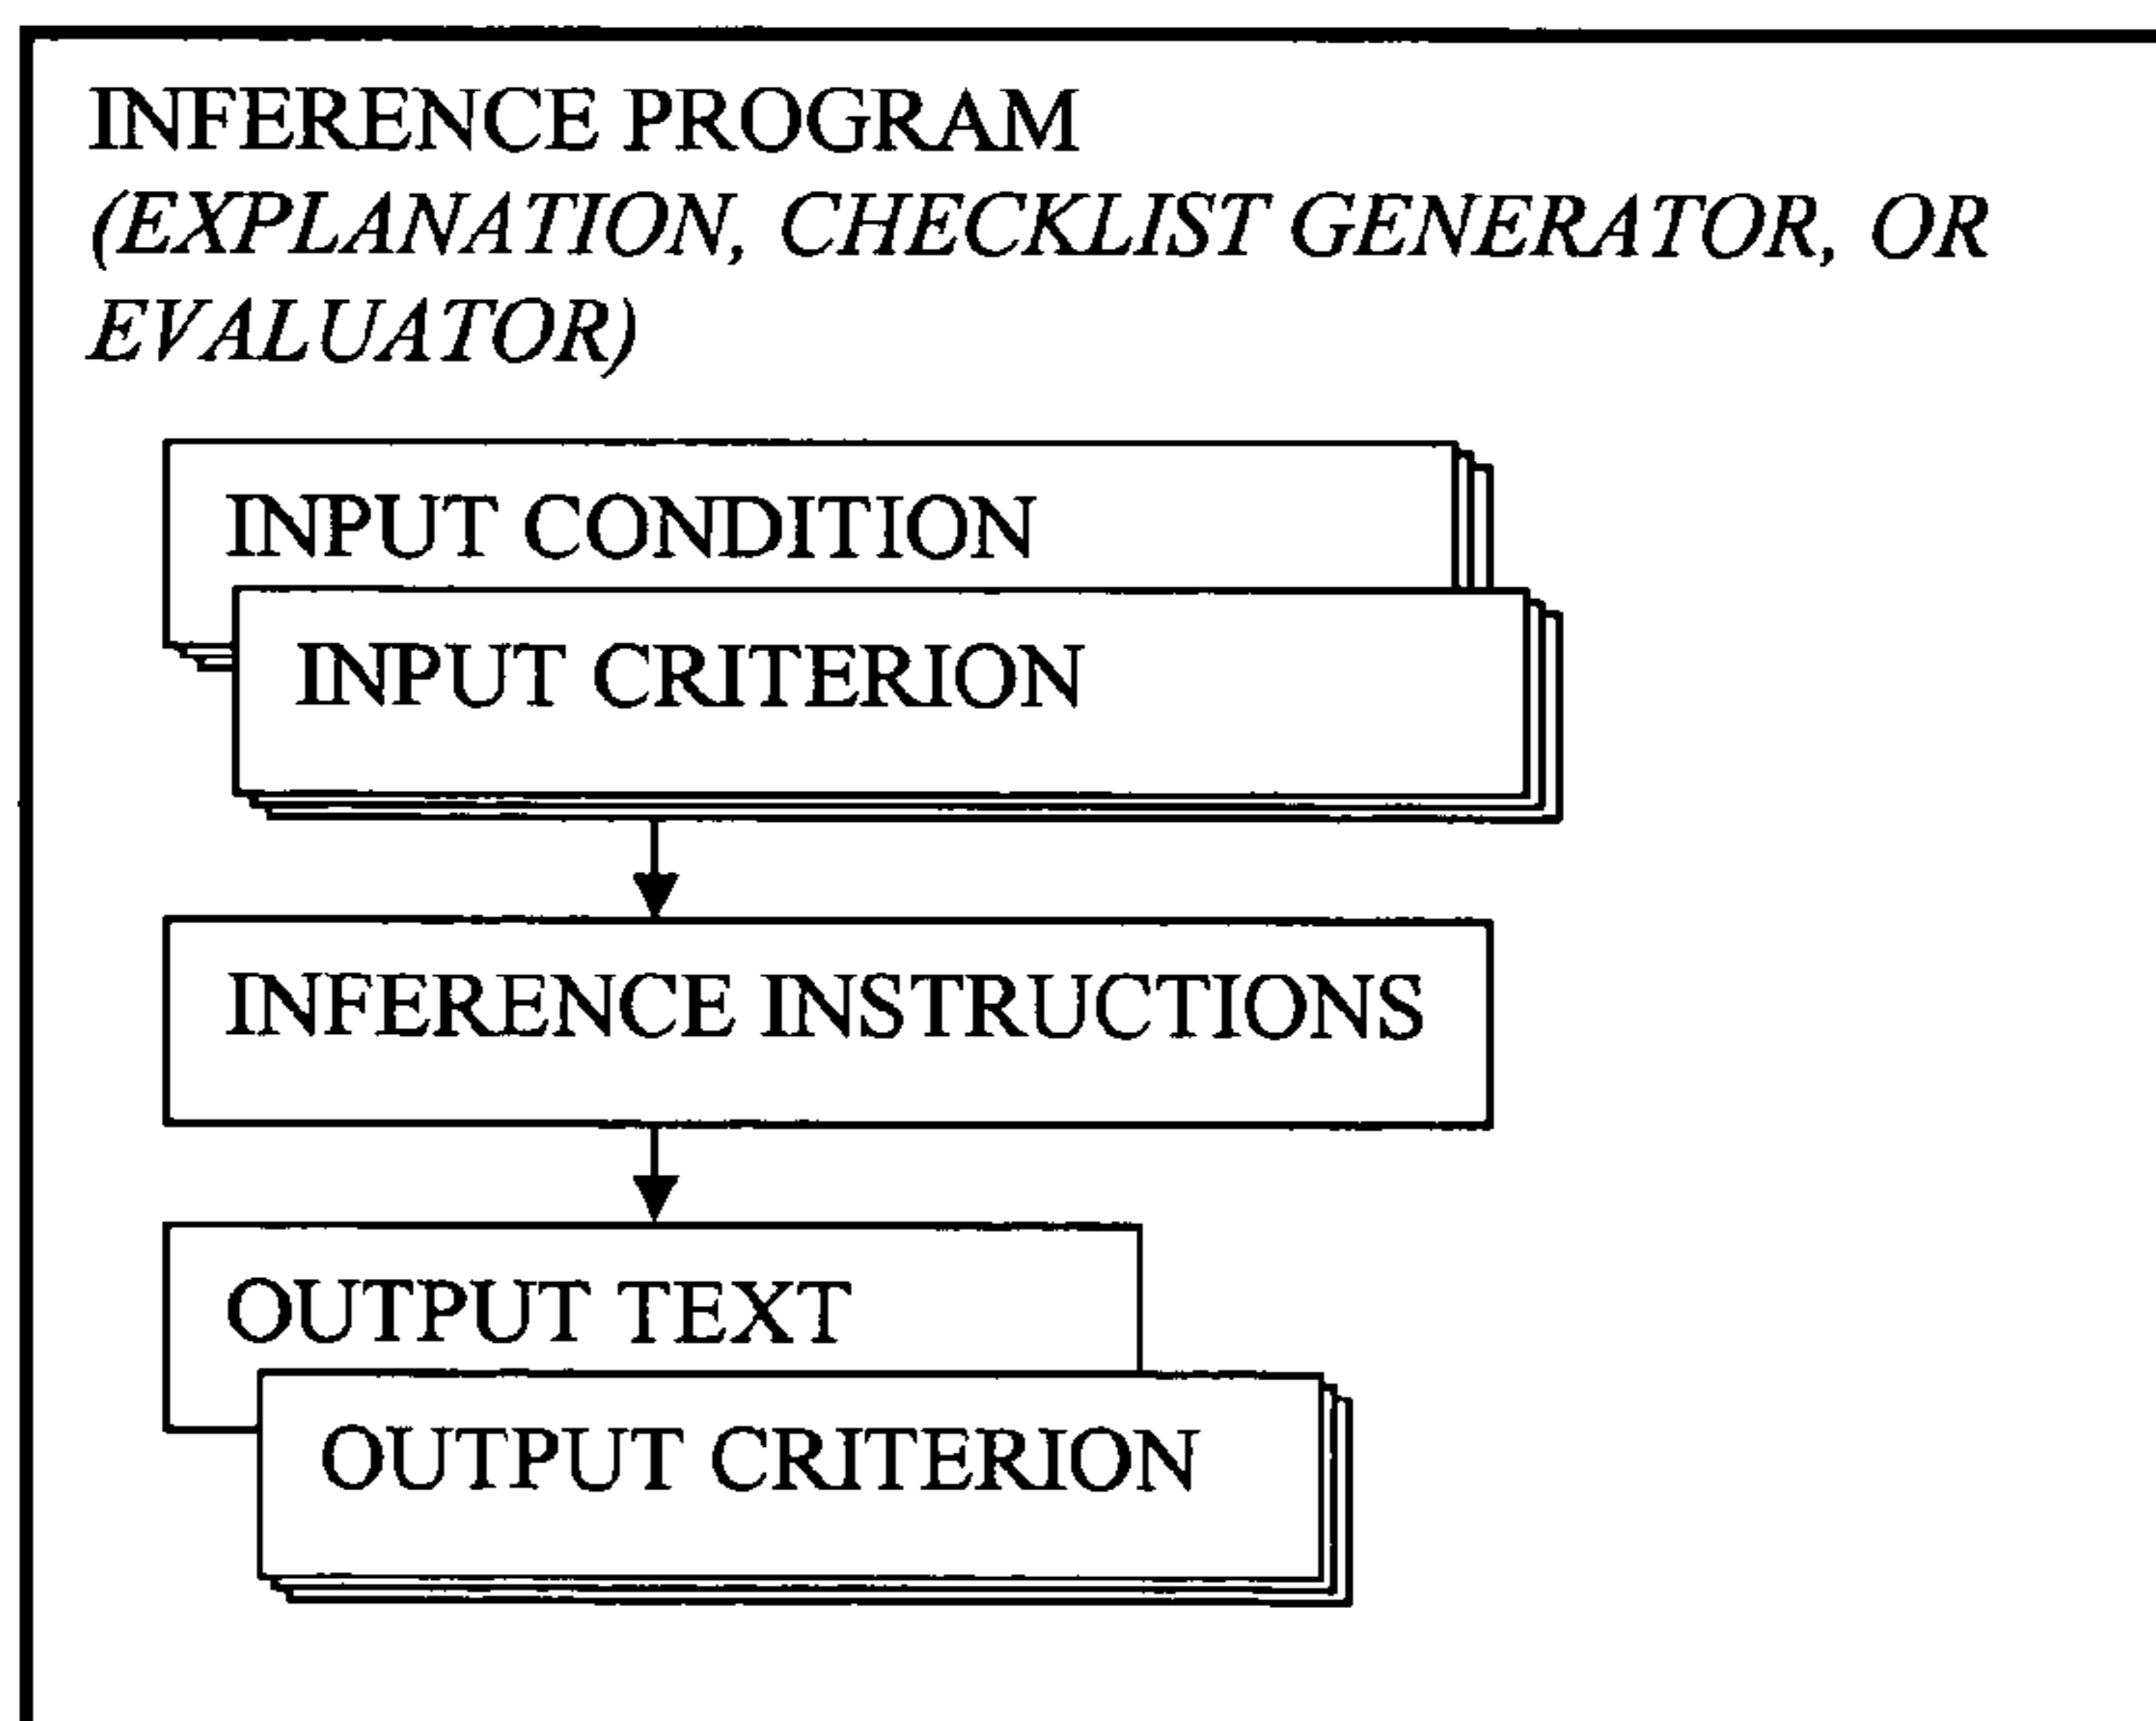 INFERENCE PROGRAM
(EXPLANATION, CHECKLIST GENERATOR, OR
EVALUATOR)
INPUT CONDITION
INPUT CRITERION
INFERENCE INSTRUCTIONS
OUTPUT TEXT
OUTPUT CRITERION